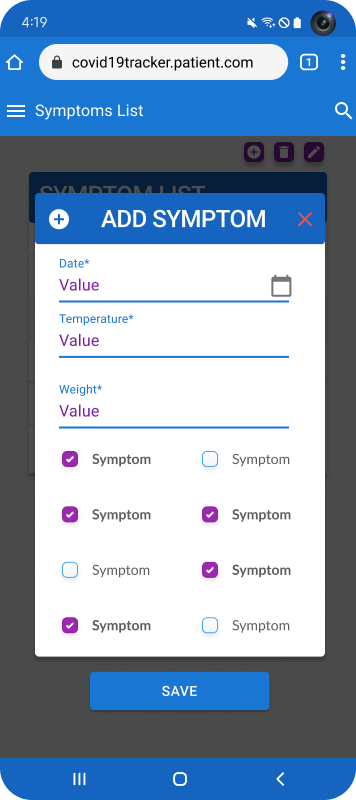 4:19
covid19tracker.patient.com
1
Symptoms List
SYMPTOM LIST
ADD SYMPTOM
Date*
Value
Temperature*
Value
Weight*
Value
Symptom Symptom
Symptom Symptom
Symptom Symptom
Symptom Symptom
SAVE